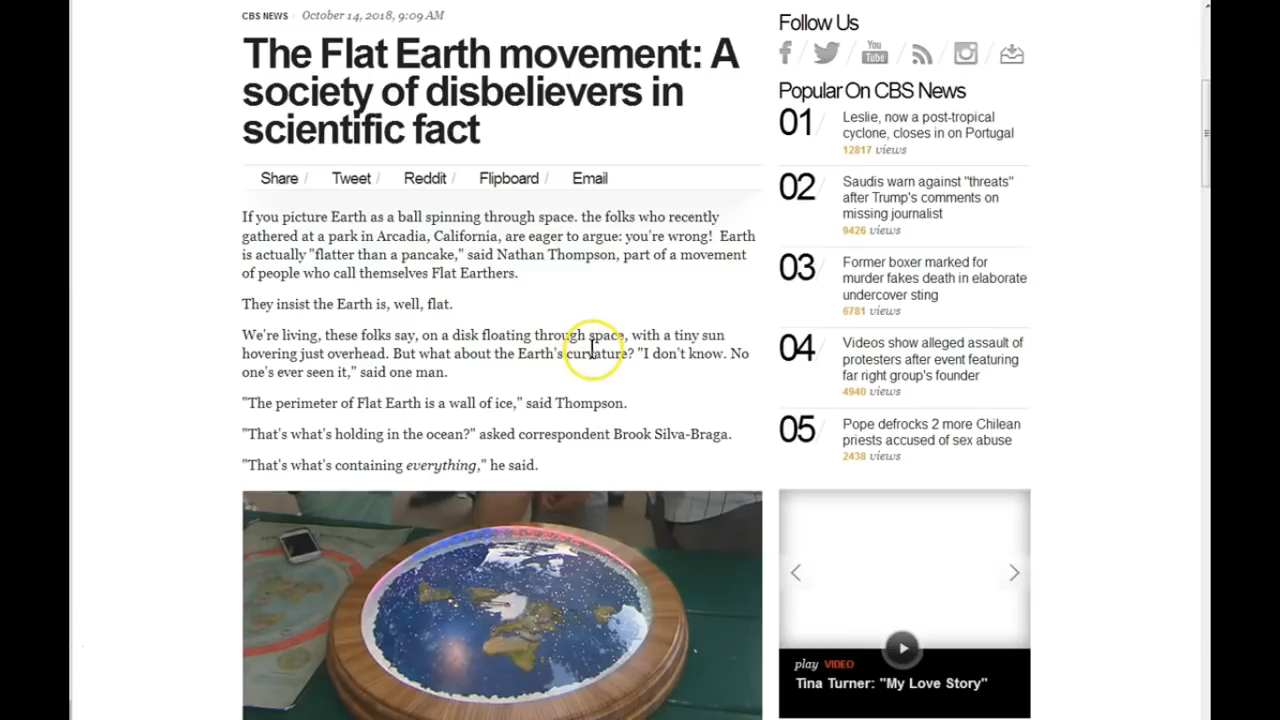 CBS NEWS / October 14, 2018, 9:09 AM
The Flat Earth movement: A
society of disbelievers in
scientific fact
Share / Tweet / Reddit / Flipboard / Email
If you picture Earth as a ball spinning through space. the folks who recently
gathered at a park in Arcadia, California, are eager to argue: you're wrong! Earth
is actually "flatter than a pancake," said Nathan Thompson, part of a movement
of people who call themselves Flat Earthers.
They insist the Earth is, well, flat.
We're living, these folks say, on a disk floating through space, with a tiny sun
hovering just overhead. But what about the Earth's curvature? "I don't know. No
one's ever seen it," said one man.
"The perimeter of Flat Earth is a wall of ice," said Thompson.
"That's what's holding in the ocean?" asked correspondent Brook Silva-Braga.
"That's what's containing everything," he said.
Follow Us
You
Tube
Popular On CBS News
01 / Leslie, now a post-tropical
cyclone, closes in on Portugal
12817 views
02 / Saudis warn against "threats"
after Trump's comments on
missing journalist
9426 views
03 / Former boxer marked for
murder fakes death in elaborate
undercover sting
6781 views
04 / Videos show alleged assault of
protesters after event featuring
far right group's founder
4940 views
05 / Pope defrocks 2 more Chilean
priests accused of sex abuse
2438 views
play VIDEO
Tina Turner: "My Love Story"